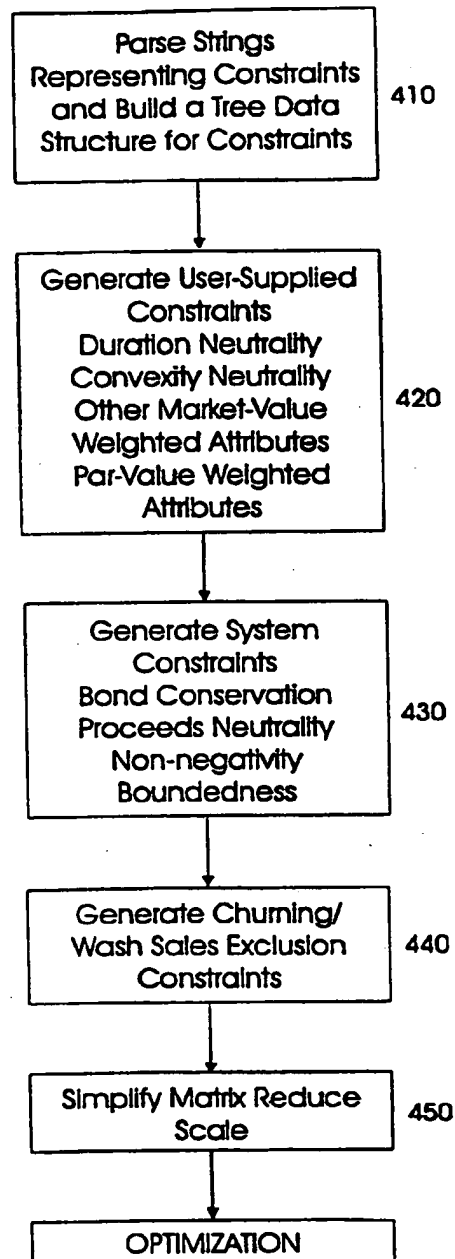 Parse Strings
Representing Constraints
and Build a Tree Data
Structure for Constraints
410
Generate User-Supplied
Constraints
Duration Neutrality
Convexity Neutrality
Other Market-Value
Weighted Attributes
Par-Value Weighted
Attributes
420
Generate System
Constraints
Bond Conservation
Proceeds Neutrality
Non-negativity
Boundedness
430
Generate Churning/
Wash Sales Exclusion
Constraints
440
Simplify Matrix Reduce
Scale
450
OPTIMIZATION